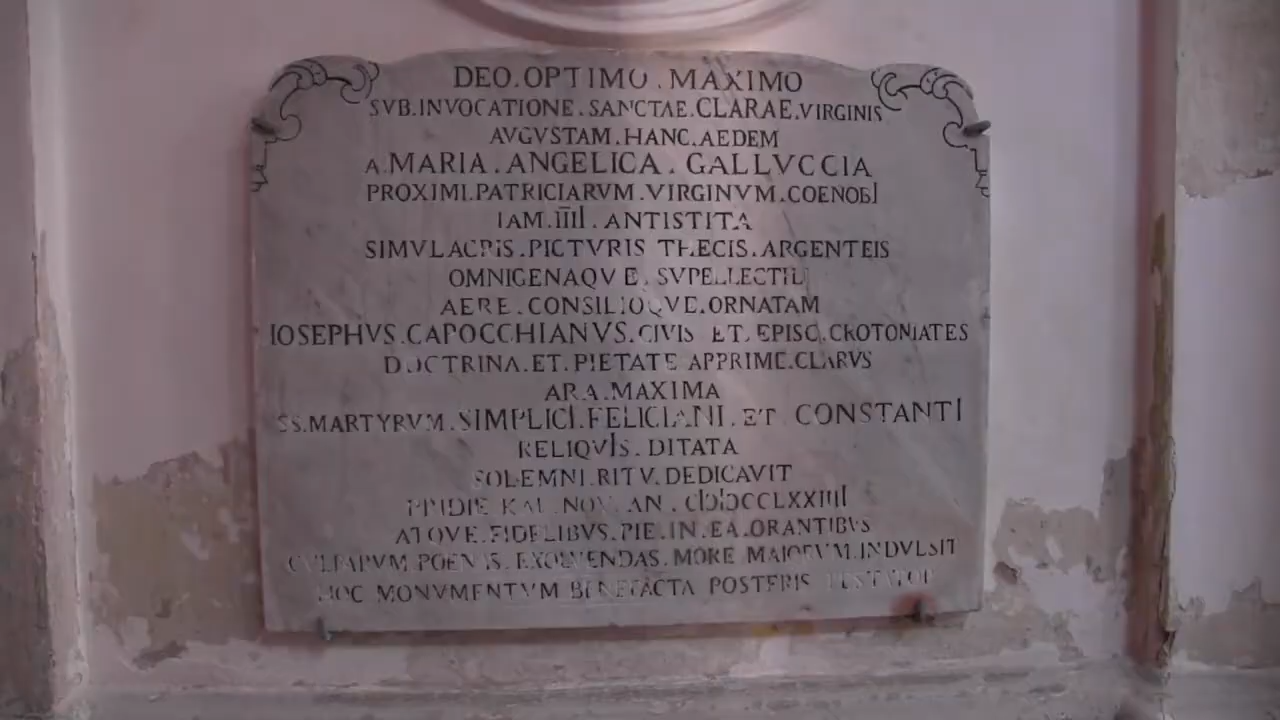 DEO.OPTIMO.MAXIMO
SVB.INVOCATIONE.SANCTAE.CLARAE.VIRGINIS
AVGVSTAM.HANC.AEDEM
A.MARIA.ANGELICA.GALLVCCIA
PROXIMI.PATRICIARVM.VIRGINVM.COENOBI
IAM.IIII.ANTISTITA
SIMVLACRIS.PICTVRIS THECIS.ARGENTEIS
OMNIGENAQVE.SVPELLECTILI
AERE.CONSILIOQVE.ORNATAM
IOSEPHVS.CAPOCCHIANVS.CIVIS ET.EPISC.CROTONIATES
DOCTRINA.ET.PIETATE APPRIME.CLARVS
ARA.MAXIMA
SS.MARTYRVM.SIMPLICI.FELICIANI.ET.CONSTANTI
RELIQVIS.DITATA
SOLEMNI.RITV.DEDICAVIT
PRIDIE KAL.NOV.AN.CIƆIƆCCLXXIIII
ATQVE.FIDELIBVS.PIE.IN.EA.ORANTIBVS
CVLPARVM POENIS.EXOLVENDAS.MORE MAIORVM.INDVLSIT
HOC MONVMENTVM BENEFACTA POSTERIS